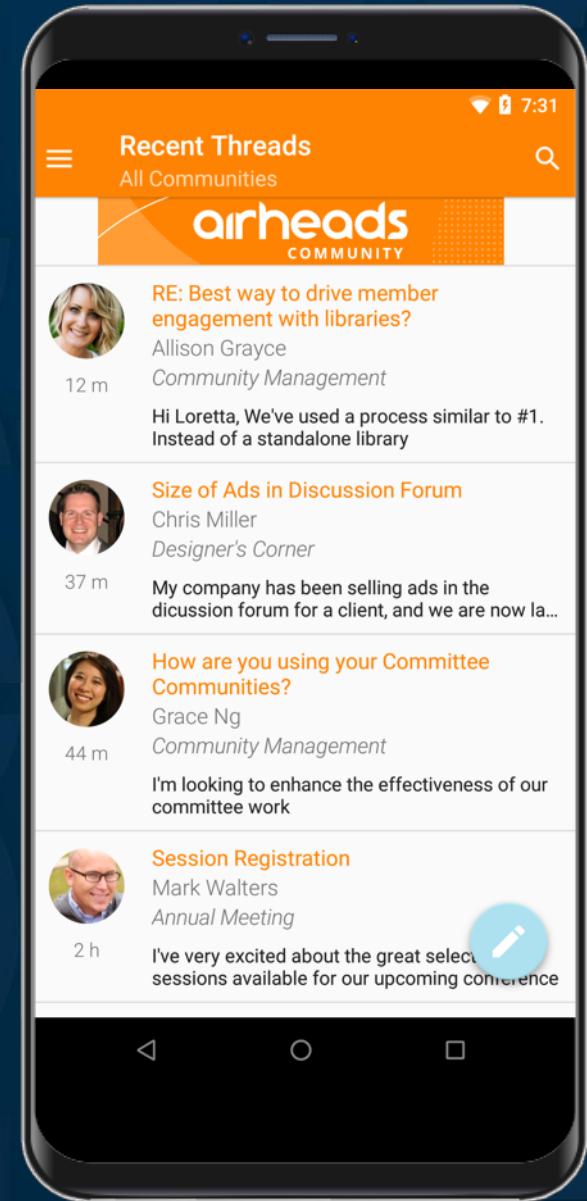 7:31
Recent Threads
All Communities
airheads
COMMUNITY
RE: Best way to drive member
engagement with libraries?
Allison Grayce
12 m
Community Management
Hi Loretta, We've used a process similar to #1.
Instead of a standalone library
Size of Ads in Discussion Forum
Chris Miller
Designer's Corner
37 m
My company has been selling ads in the
dicussion forum for a client, and we are now la...
How are you using your Committee
Communities?
Grace Ng
44 m
Community Management
I'm looking to enhance the effectiveness of our
committee work
Session Registration
Mark Walters
Annual Meeting
2 h
I've very excited about the great
sessions available for our upcoming conference